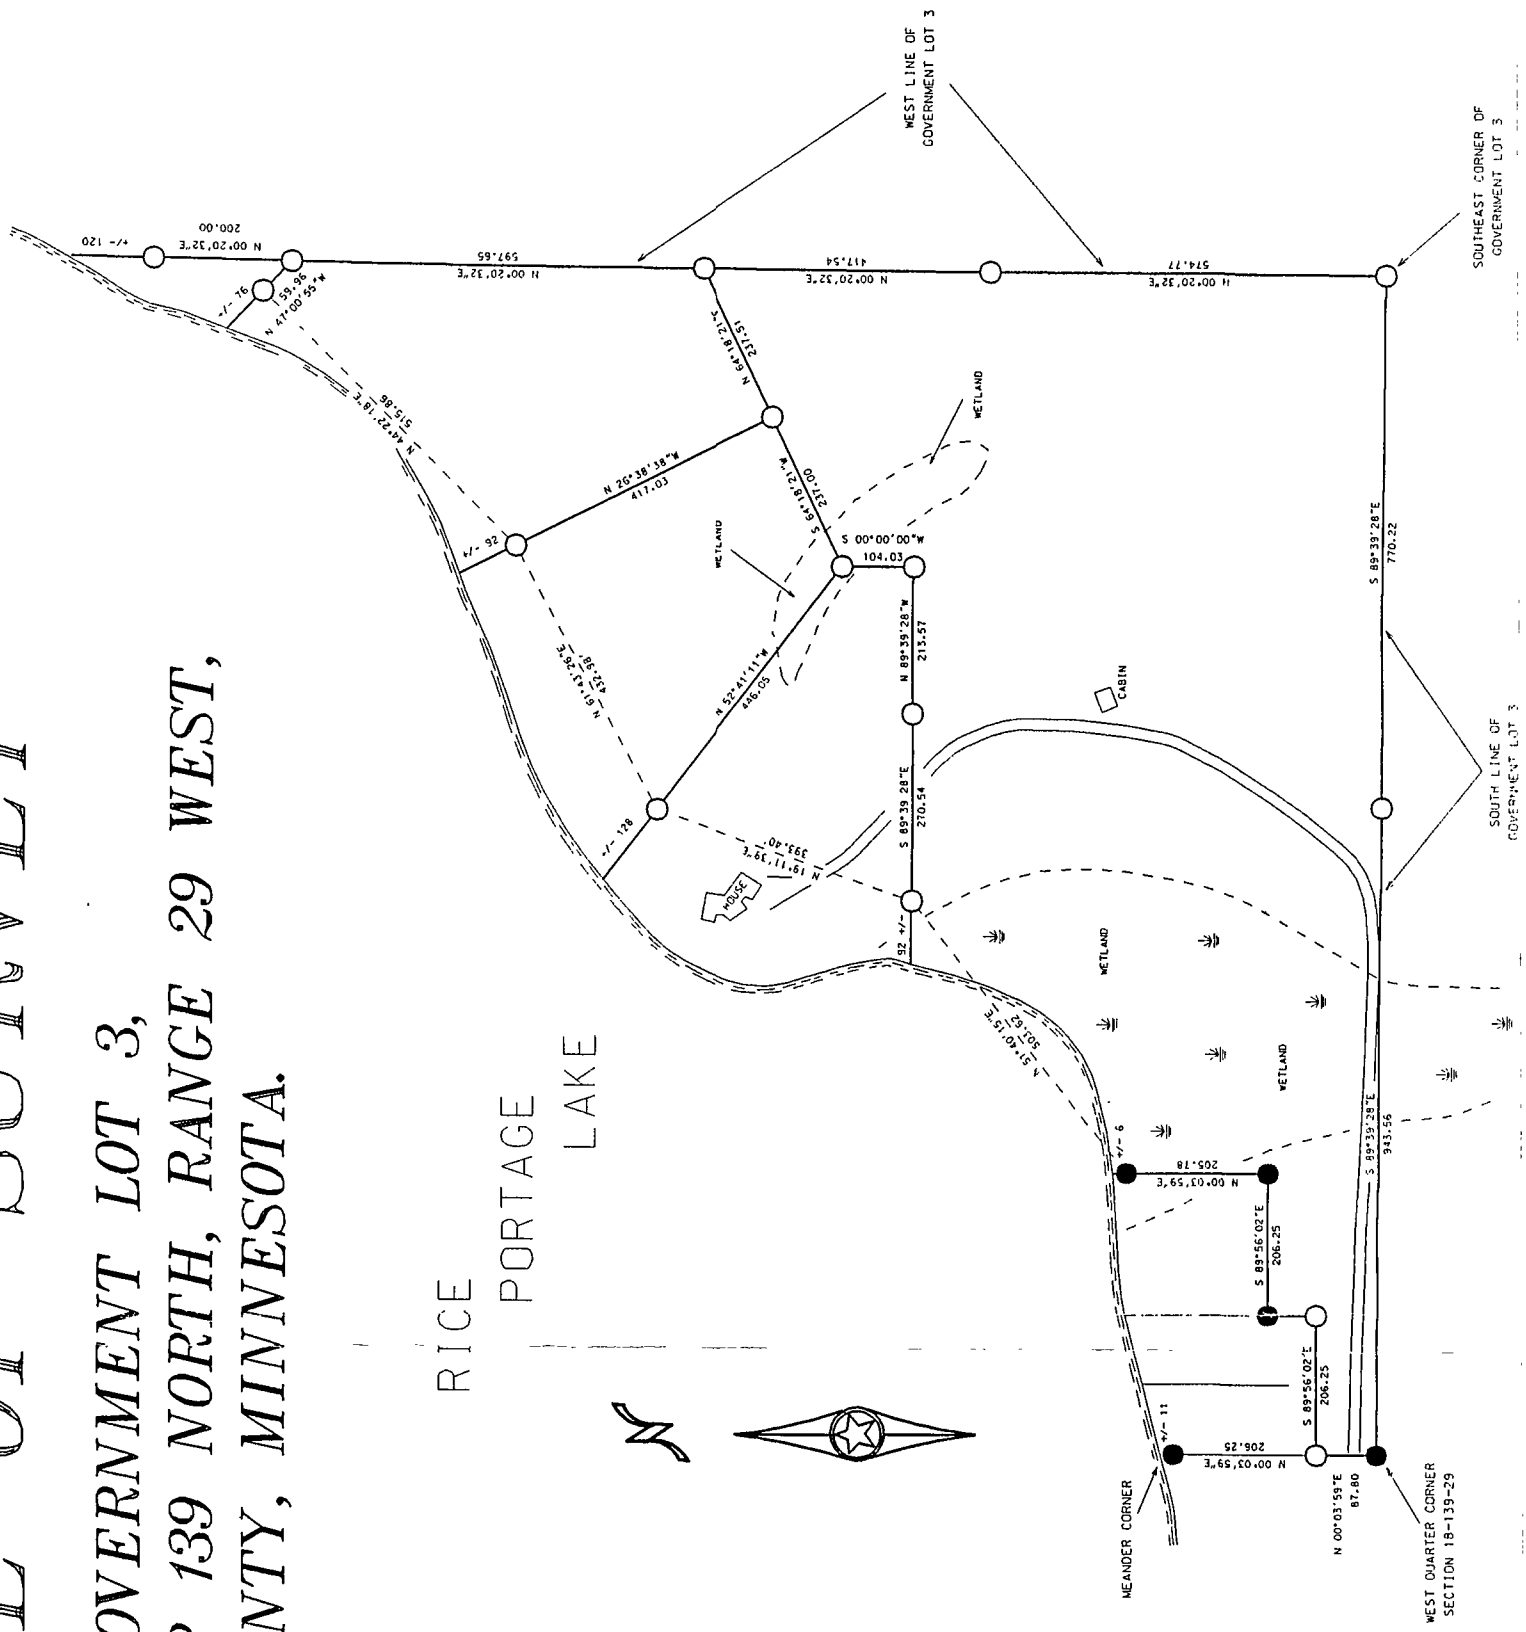 OVERNMENT LOT 3,
139 NORTH, RANGE 29 WEST,
NTY, MINNESOTA.
RICE
PORTAGE
LAKE
WEST LINE OF
GOVERNMENT LOT 3
SOUTHEAST CORNER OF
GOVERNMENT LOT 3
SOUTH LINE OF
GOVERNMENT LOT 3
WEST QUARTER CORNER
SECTION 18-139-29
MEANDER CORNER
+/- 120
N 00°20'32"E
200.00
+/- 76
59.96
N 47°00'55"W
N 00°20'32"E
597.65
N 00°20'32"E
417.54
N 00°20'32"E
574.77
N 44°22'18"E
515.86
N 64°18'21"E
237.51
N 26°38'38"W
417.03
+/- 92
S 64°18'21"W
237.00
WETLAND
WETLAND
S 00°00'00"W
104.03
N 61°43'26"E
432.98'
N 52°41'11"W
446.05
+/- 128
N 89°39'28"W
213.57
S 89°39'28"E
270.54
N 19°11'39"E
393.40'
HOUSE
CABIN
92 +/-
N 51°40'15"E
503.62
WETLAND
WETLAND
S 89°39'28"E
770.22
S 89°39'28"E
943.56
+/- 6
N 00°03'59"E
205.78
S 89°56'02"E
206.25
S 89°56'02"E
206.25
+/- 11
N 00°03'59"E
206.25
N 00°03'59"E
87.80
N